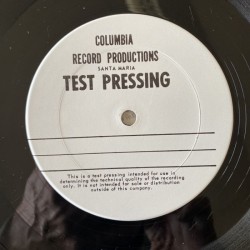 COLUMBIA
RECORD PRODUCTIONS
SANTA MARIA
TEST PRESSING
This is a test pressing intended for use in
determining the technical quality of the recording
only. It is not intended for sale or distribution
outside of this company.